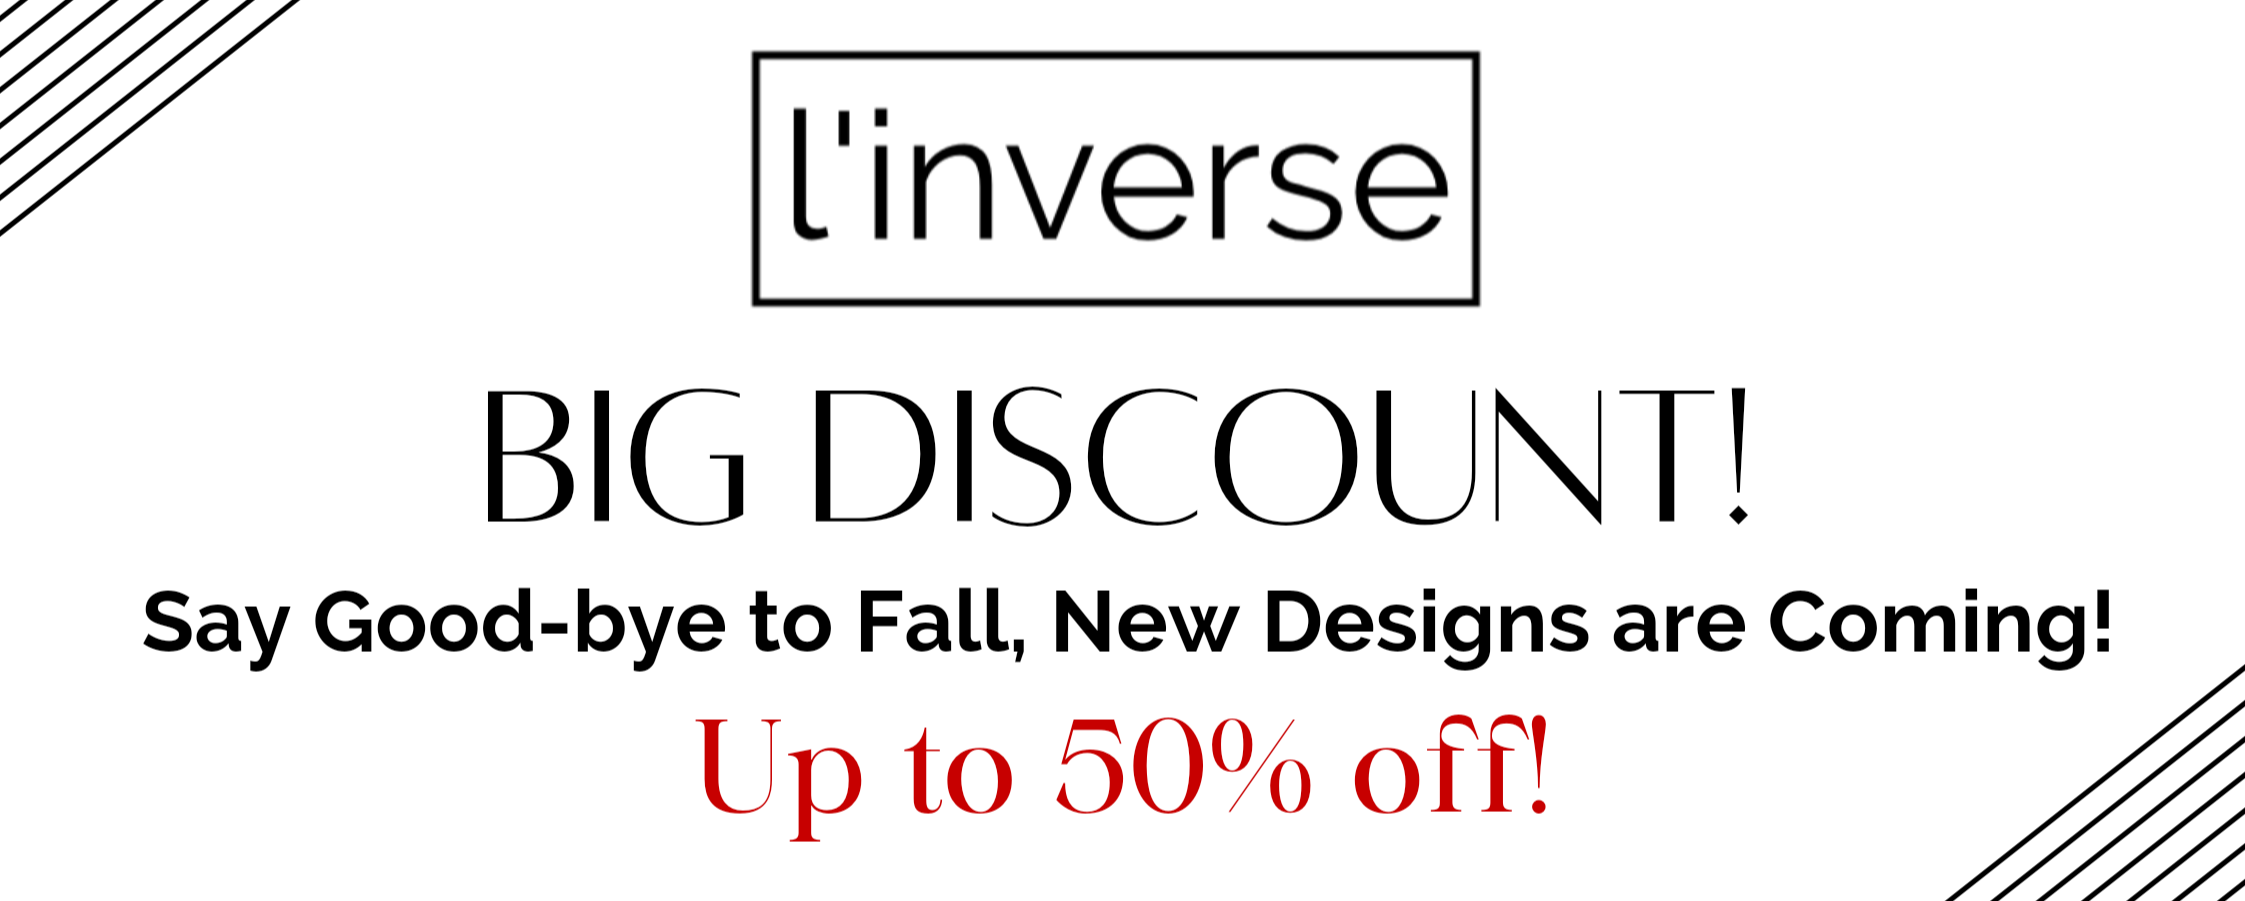 l'inverse
BIG DISCOUNT!
Say Good-bye to Fall, New Designs are Coming!
Up to 50% off!